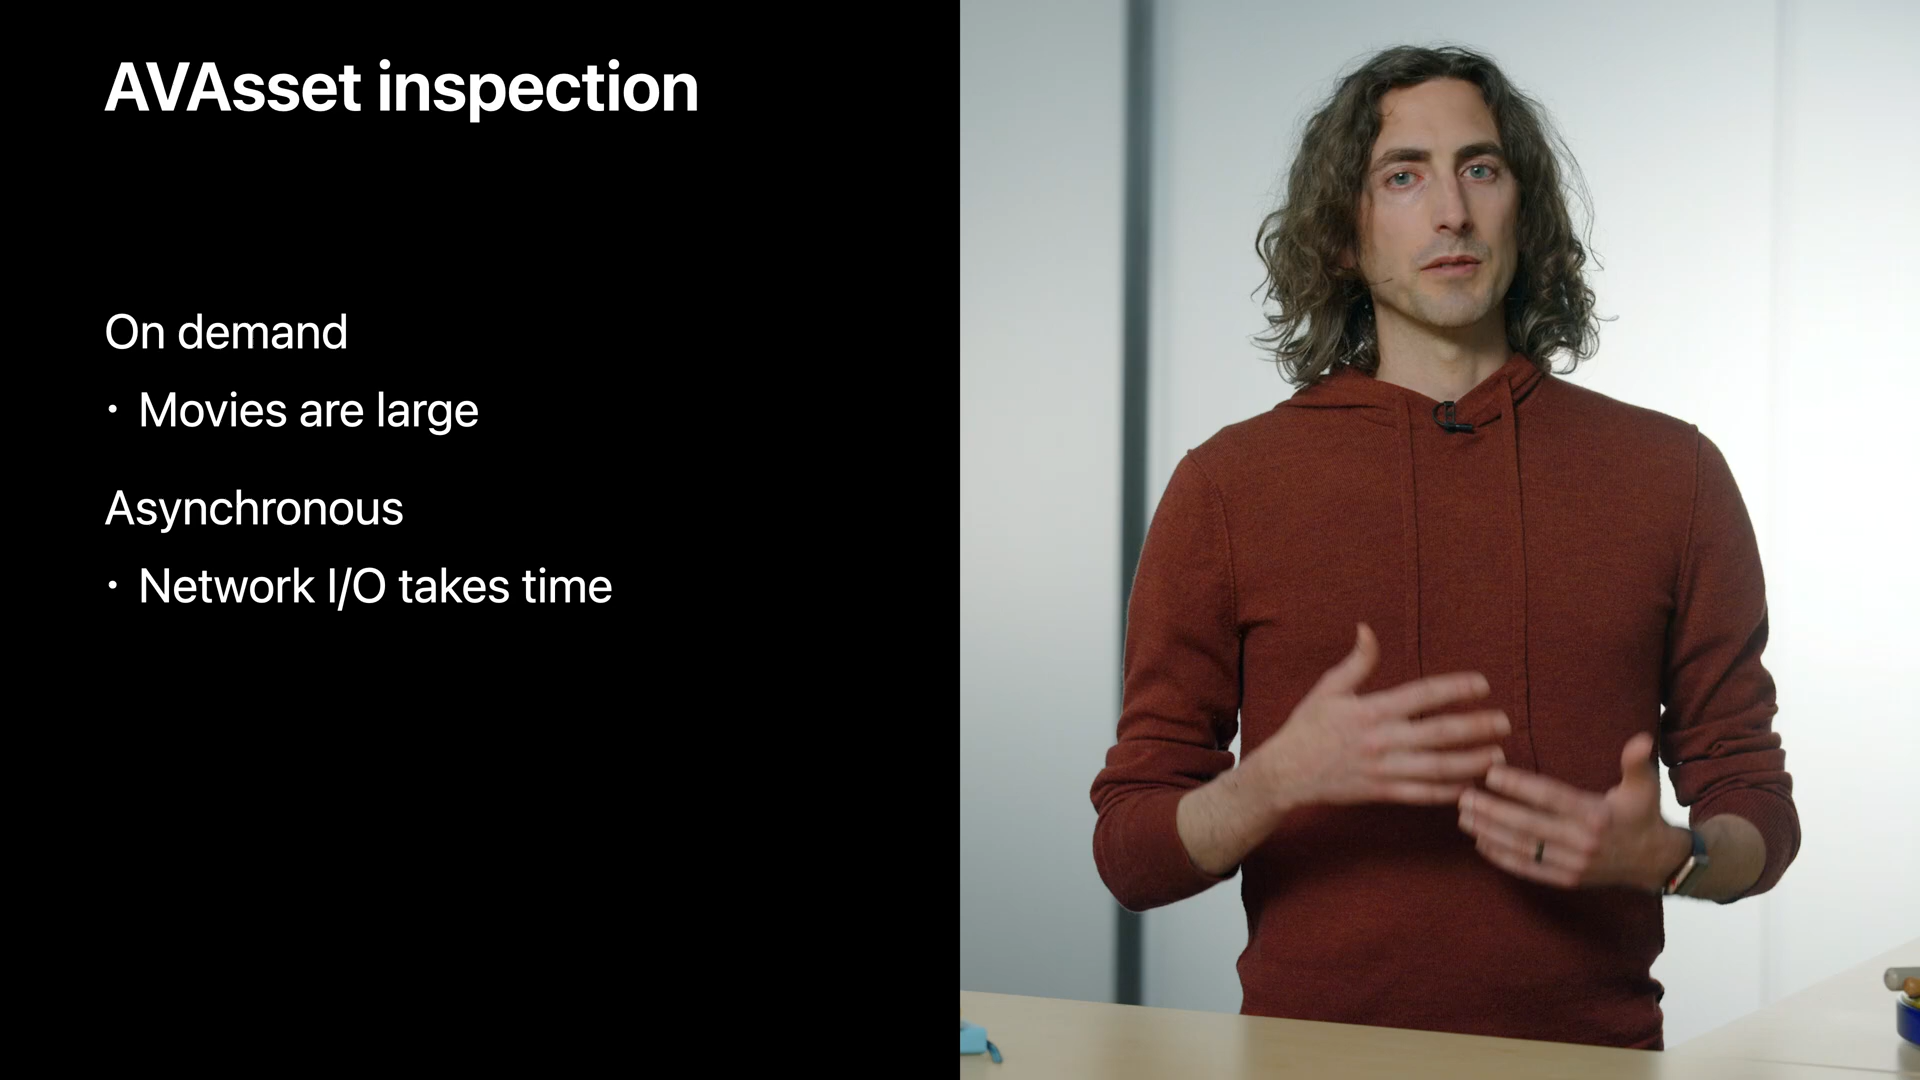 AVAsset inspection
On demand
• Movies are large
Asynchronous
• Network I/O takes time